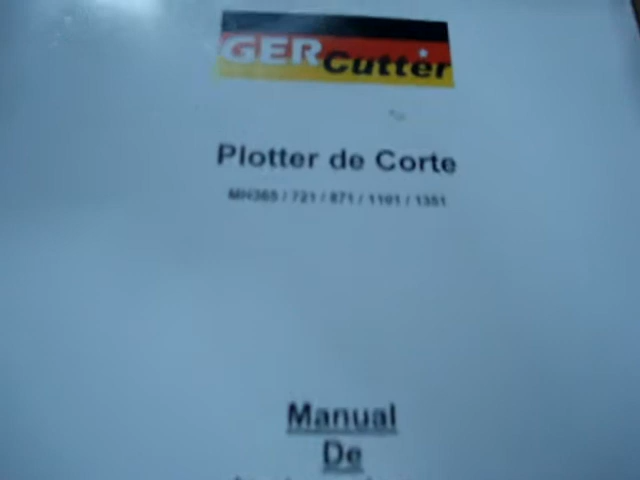 GER Cutter
Plotter de Corte
MH365 / 721 / 871 / 1101 / 1351
Manual
De